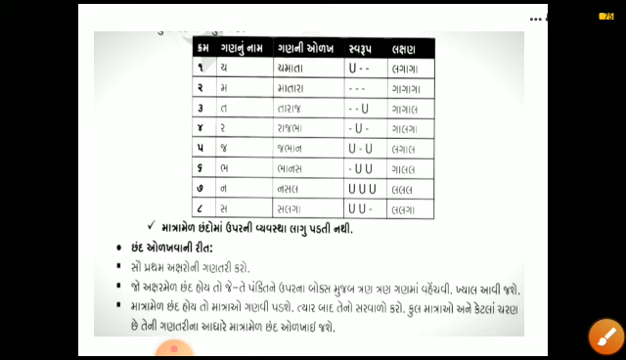 ક્રમ ગણનું નામ ગણની ઓળખ સ્વરૂપ લક્ષણ
૧ ય યમાતા U - - લગાગા
૨ મ માતારા - - - ગાગાગા
૩ ત તારાજ - - U ગાગાલ
૪ ર રાજભા - U - ગાલગા
૫ જ જભાન U - U લગાલ
૬ ભ ભાનસ - U U ગાલલ
૭ ન નસલ U U U લલલ
૮ સ સલગા U U - લલગા
✓ માત્રામેળ છંદોમાં ઉપરની વ્યવસ્થા લાગુ પડતી નથી.
• છંદ ઓળખવાની રીત:
▪ સૌ પ્રથમ અક્ષરોની ગણતરી કરો.
▪ જો અક્ષરમેળ છંદ હોય તો જે-તે પંક્તિને ઉપરના બોક્સ મુજબ ત્રણ ત્રણ ગણમાં વહેંચવી. ખ્યાલ આવી જશે.
▪ માત્રામેળ છંદ હોય તો માત્રાઓ ગણવી પડશે. ત્યાર બાદ તેનો સરવાળો કરો. કુલ માત્રાઓ અને કેટલાં ચરણ
છે તેની ગણતરીના આધારે માત્રામેળ છંદ ઓળખાઈ જશે.
75